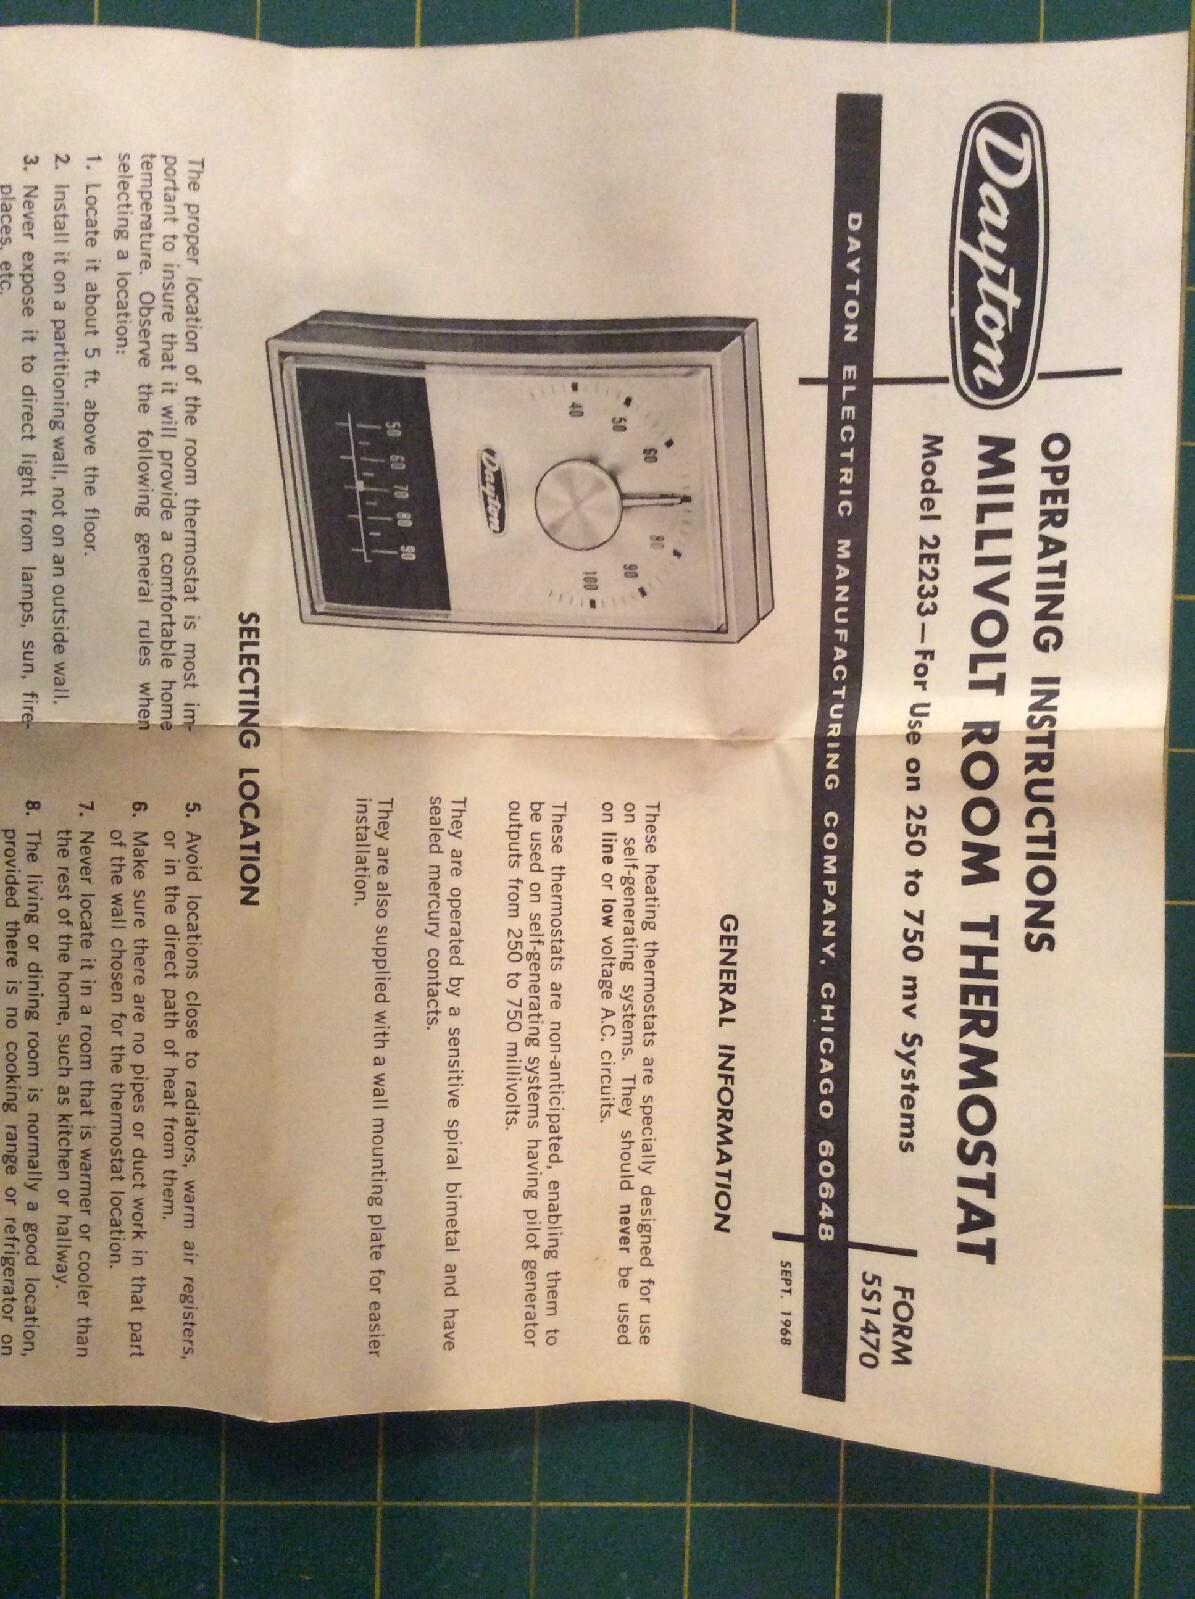 Dayton
OPERATING INSTRUCTIONS
MILLIVOLT ROOM THERMOSTAT
Model 2E233—For Use on 250 to 750 mv Systems
FORM
5S1470
DAYTON ELECTRIC MANUFACTURING COMPANY, CHICAGO 60648
SEPT. 1968
40 50 60 80 90 100
Dayton
50 60 70 80 90
GENERAL INFORMATION
These heating thermostats are specially designed for use
on self-generating systems. They should never be used
on line or low voltage A.C. circuits.
These thermostats are non-anticipated, enabling them to
be used on self-generating systems having pilot generator
outputs from 250 to 750 millivolts.
They are operated by a sensitive spiral bimetal and have
sealed mercury contacts.
They are also supplied with a wall mounting plate for easier
installation.
SELECTING LOCATION
The proper location of the room thermostat is most im-
portant to insure that it will provide a comfortable home
temperature. Observe the following general rules when
selecting a location:
1. Locate it about 5 ft. above the floor.
2. Install it on a partitioning wall, not on an outside wall.
3. Never expose it to direct light from lamps, sun, fire-
places, etc.
5. Avoid locations close to radiators, warm air registers,
or in the direct path of heat from them.
6. Make sure there are no pipes or duct work in that part
of the wall chosen for the thermostat location.
7. Never locate it in a room that is warmer or cooler than
the rest of the home, such as kitchen or hallway.
8. The living or dining room is normally a good location,
provided there is no cooking range or refrigerator on